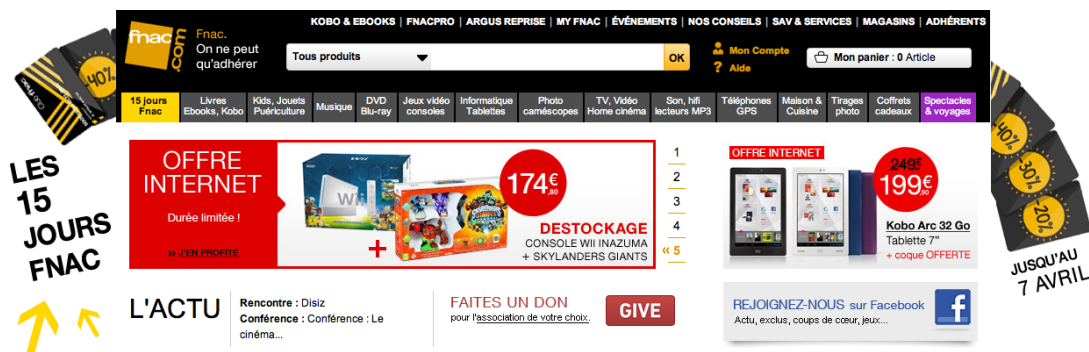 KOBO & EBOOKS | FNACPRO | ARGUS REPRISE | MY FNAC | ÉVÉNEMENTS | NOS CONSEILS | SAV & SERVICES | MAGASINS | ADHÉRENTS
fnac
.com
Fnac.
On ne peut
qu'adhérer
Tous produits
OK
Mon Compte
? Aide
Mon panier : 0 Article
15 jours
Fnac
Livres
Ebooks, Kobo
Kids, Jouets
Puériculture
Musique
DVD
Blu-ray
Jeux vidéo
consoles
Informatique
Tablettes
Photo
caméscopes
TV, Vidéo
Home cinéma
Son, hifi
lecteurs MP3
Téléphones
GPS
Maison &
Cuisine
Tirages
photo
Coffrets
cadeaux
Spectacles
& voyages
-40%
LES
15
JOURS
FNAC
OFFRE
INTERNET
Durée limitée !
» J'EN PROFITE
Wii
Wii
+
SKYLANDERS
GIANTS
174€,80
DESTOCKAGE
CONSOLE WII INAZUMA
+ SKYLANDERS GIANTS
1
2
3
4
« 5
OFFRE INTERNET
249€
199€,90
Kobo Arc 32 Go
Tablette 7"
+ coque OFFERTE
-40%
-30%
-20%
JUSQU'AU
7 AVRIL
L'ACTU
Rencontre : Disiz
Conférence : Conférence : Le
cinéma...
FAITES UN DON
pour l'association de votre choix.
GIVE
REJOIGNEZ-NOUS sur Facebook
Actu, exclus, coups de cœur, jeux...
f